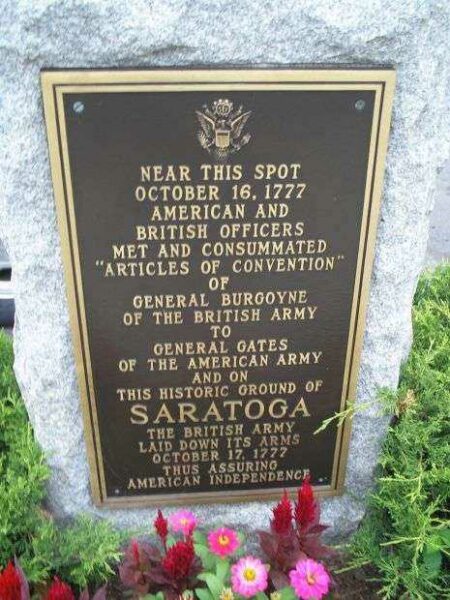 NEAR THIS SPOT
OCTOBER 16, 1777
AMERICAN AND
BRITISH OFFICERS
MET AND CONSUMMATED
"ARTICLES OF CONVENTION"
OF
GENERAL BURGOYNE
OF THE BRITISH ARMY
TO
GENERAL GATES
OF THE AMERICAN ARMY
AND ON
THIS HISTORIC GROUND OF
SARATOGA
THE BRITISH ARMY
LAID DOWN ITS ARMS
OCTOBER 17, 1777
THUS ASSURING
AMERICAN INDEPENDENCE